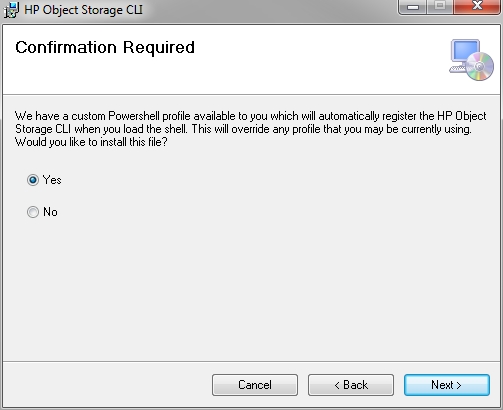 HP Object Storage CLI
Confirmation Required
We have a custom Powershell profile available to you which will automatically register the HP Object
Storage CLI when you load the shell. This will override any profile that you may be currently using.
Would you like to install this file?
Yes
No
Cancel
< Back
Next >